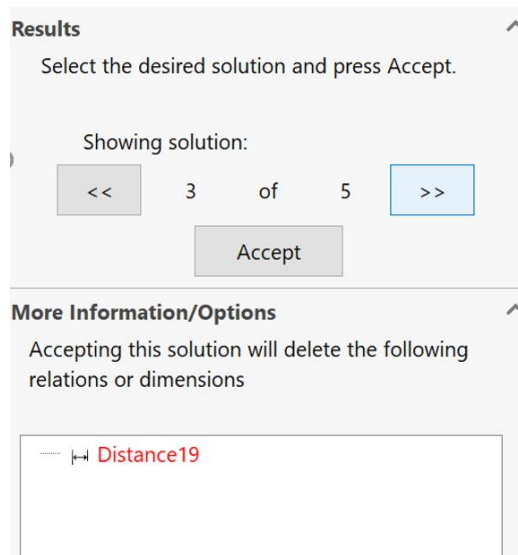 Results
Select the desired solution and press Accept.
Showing solution:
<< 3 of 5 >>
Accept
More Information/Options
Accepting this solution will delete the following
relations or dimensions
Distance19